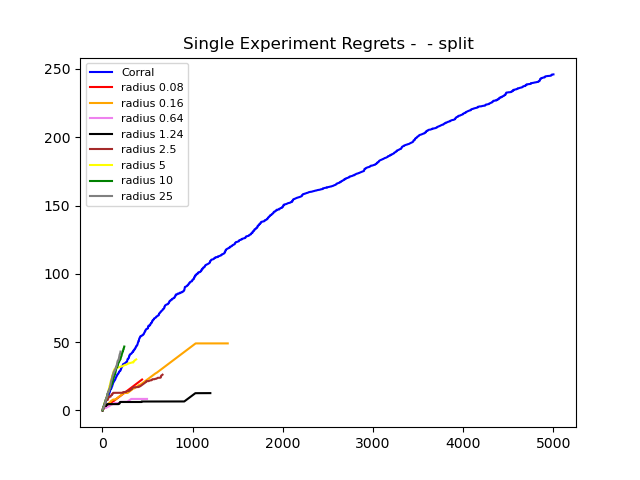 Single Experiment Regrets -  - split
250
200
150
100
50
0
Corral
radius 0.08
radius 0.16
radius 0.64
radius 1.24
radius 2.5
radius 5
radius 10
radius 25
0 1000 2000 3000 4000 5000